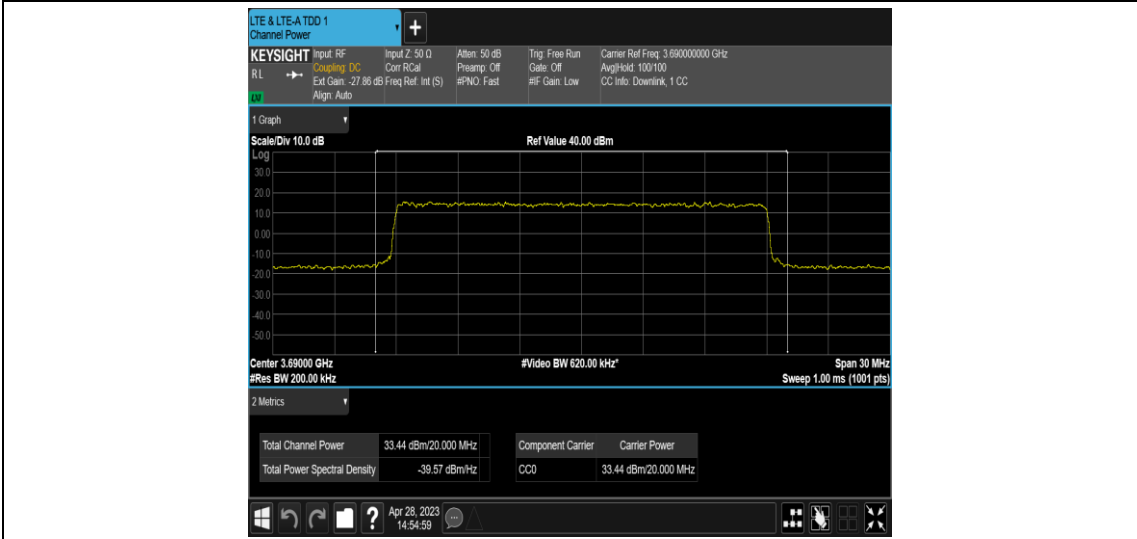 LTE & LTE-A TDD 1
Channel Power
+
KEYSIGHT Input: RF Input Z: 50 Ω Atten: 50 dB Trig: Free Run Carrier Ref Freq: 3.690000000 GHz
RL Coupling: DC Corr RCal Preamp: Off Gate: Off Avg|Hold: 100/100
Ext Gain: -27.86 dB Freq Ref: Int (S) #PNO: Fast #IF Gain: Low CC Info: Downlink, 1 CC
Align: Auto
1 Graph
Scale/Div 10.0 dB Ref Value 40.00 dBm
Log
30.0
20.0
10.0
0.00
-10.0
-20.0
-30.0
-40.0
-50.0
Center 3.69000 GHz #Video BW 620.00 kHz* Span 30 MHz
#Res BW 200.00 kHz Sweep 1.00 ms (1001 pts)
2 Metrics
Total Channel Power 33.44 dBm/20.000 MHz Component Carrier Carrier Power
Total Power Spectral Density -39.57 dBm/Hz CC0 33.44 dBm/20.000 MHz
? Apr 28, 2023
14:54:59